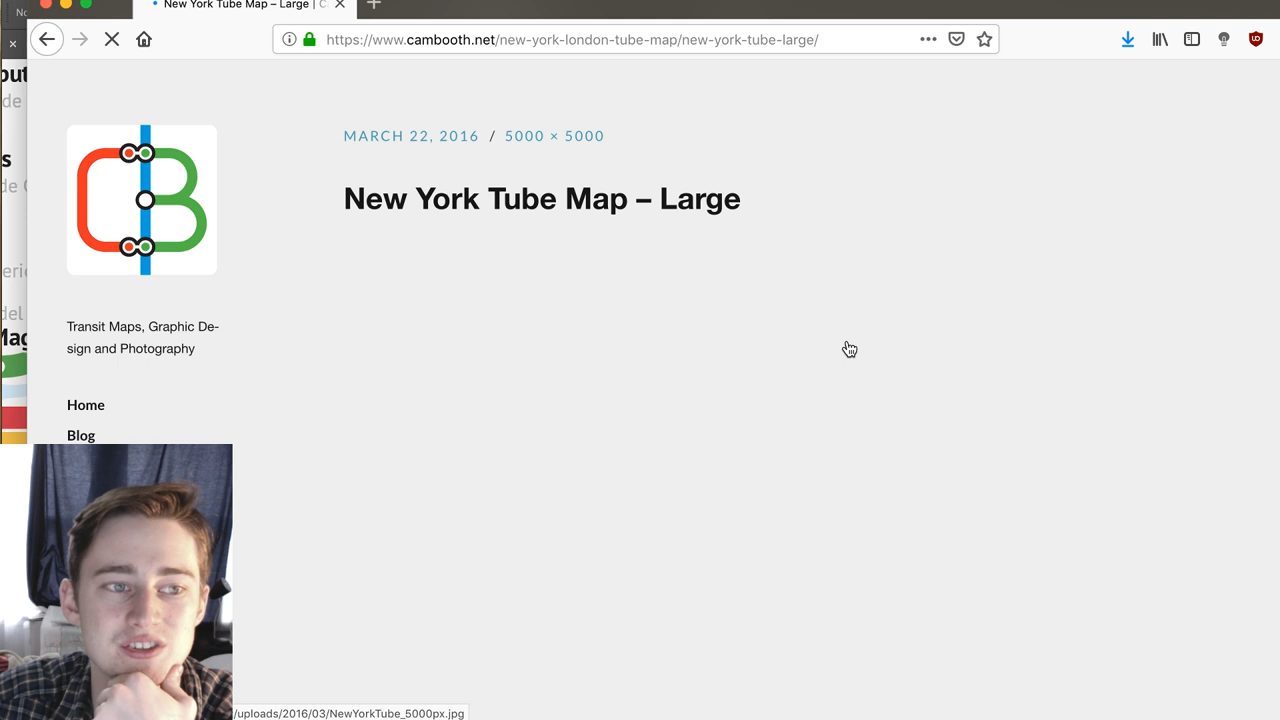 New York Tube Map – Large | C
https://www.cambooth.net/new-york-london-tube-map/new-york-tube-large/
MARCH 22, 2016 / 5000 × 5000
New York Tube Map – Large
CB
Transit Maps, Graphic De-
sign and Photography
Home
Blog
/uploads/2016/03/NewYorkTube_5000px.jpg